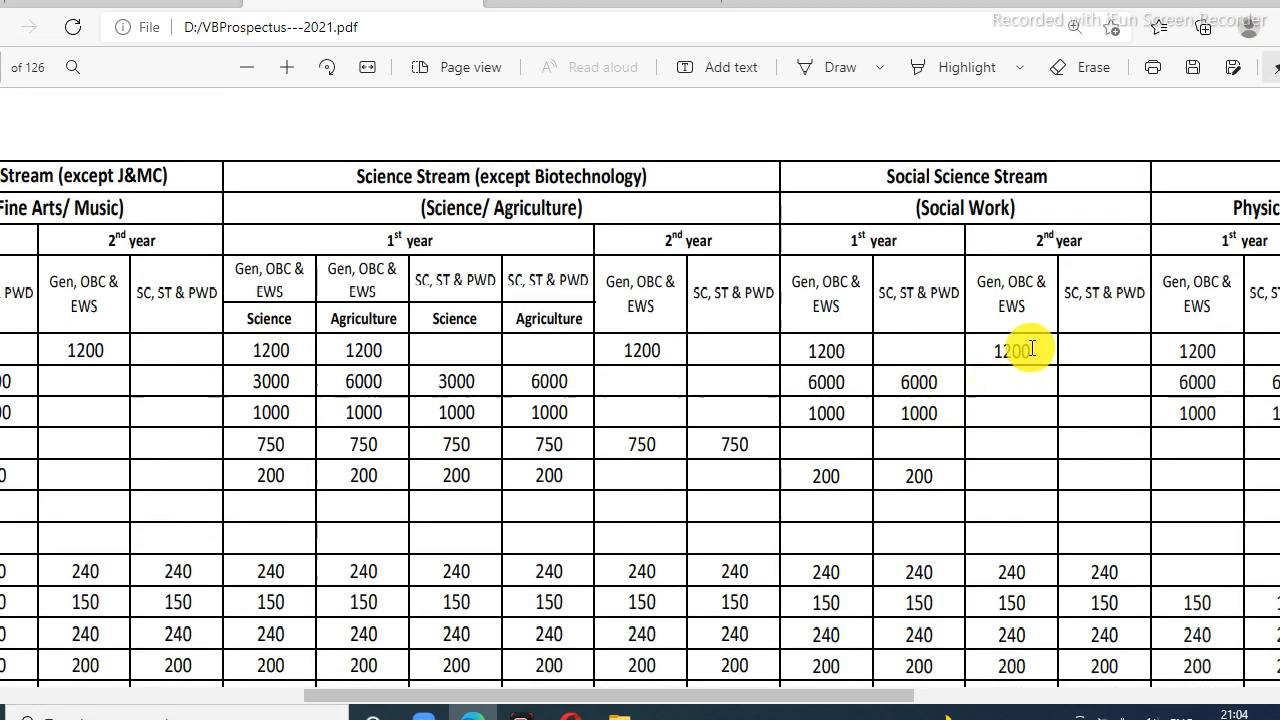 Recorded with iFun Screen Recorder
File D:/VBProspectus---2021.pdf
of 126 Page view Read aloud Add text Draw Highlight Erase
Stream (except J&MC) Science Stream (except Biotechnology) Social Science Stream
Fine Arts/ Music) (Science/ Agriculture) (Social Work) Physic
2nd year 1st year 2nd year 1st year 2nd year 1st year
PWD Gen, OBC & EWS SC, ST & PWD Gen, OBC & EWS Gen, OBC & EWS SC, ST & PWD SC, ST & PWD Gen, OBC & EWS SC, ST & PWD Gen, OBC & EWS SC, ST & PWD Gen, OBC & EWS SC, ST & PWD Gen, OBC & EWS SC, S
Science Agriculture Science Agriculture
1200 1200 1200 1200 1200 1200 1200
00 3000 6000 3000 6000 6000 6000 6000 6
00 1000 1000 1000 1000 1000 1000 1000 1
750 750 750 750 750 750
0 200 200 200 200 200 200
0 240 240 240 240 240 240 240 240 240 240 240 240
0 150 150 150 150 150 150 150 150 150 150 150 150 150 1
0 240 240 240 240 240 240 240 240 240 240 240 240 240 2
0 200 200 200 200 200 200 200 200 200 200 200 200 200 2
21:04